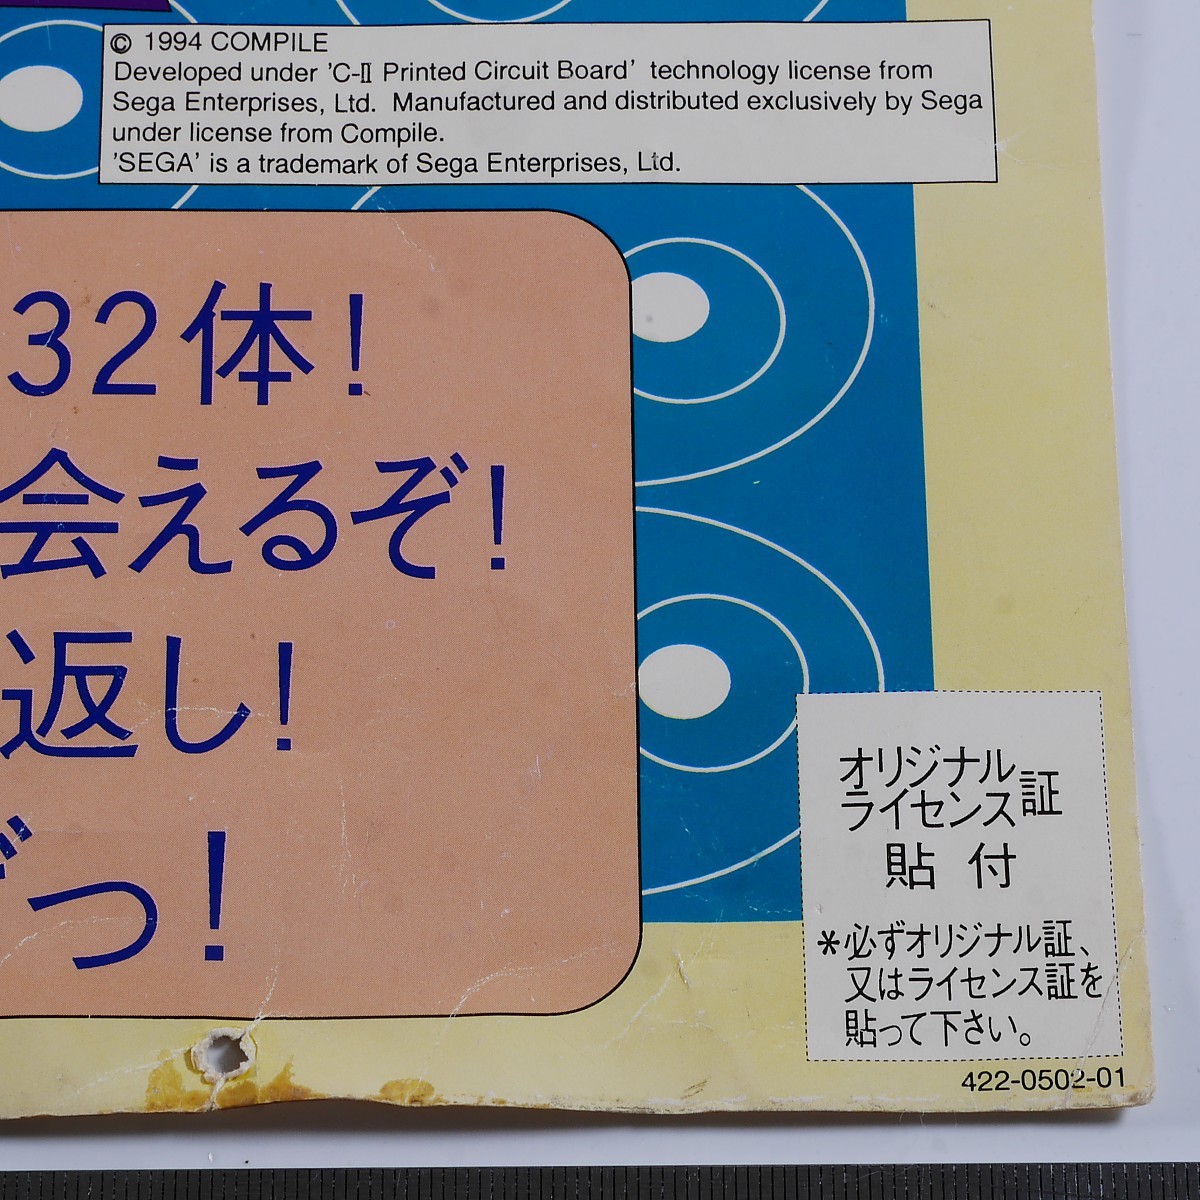 © 1994 COMPILE
Developed under 'C-II Printed Circuit Board' technology license from
Sega Enterprises, Ltd. Manufactured and distributed exclusively by Sega
under license from Compile.
'SEGA' is a trademark of Sega Enterprises, Ltd.
32体!
会えるぞ!
返し!
つ!
オリジナル
ライセンス証
貼付
*必ずオリジナル証、
又はライセンス証を
貼って下さい。
422-0502-01